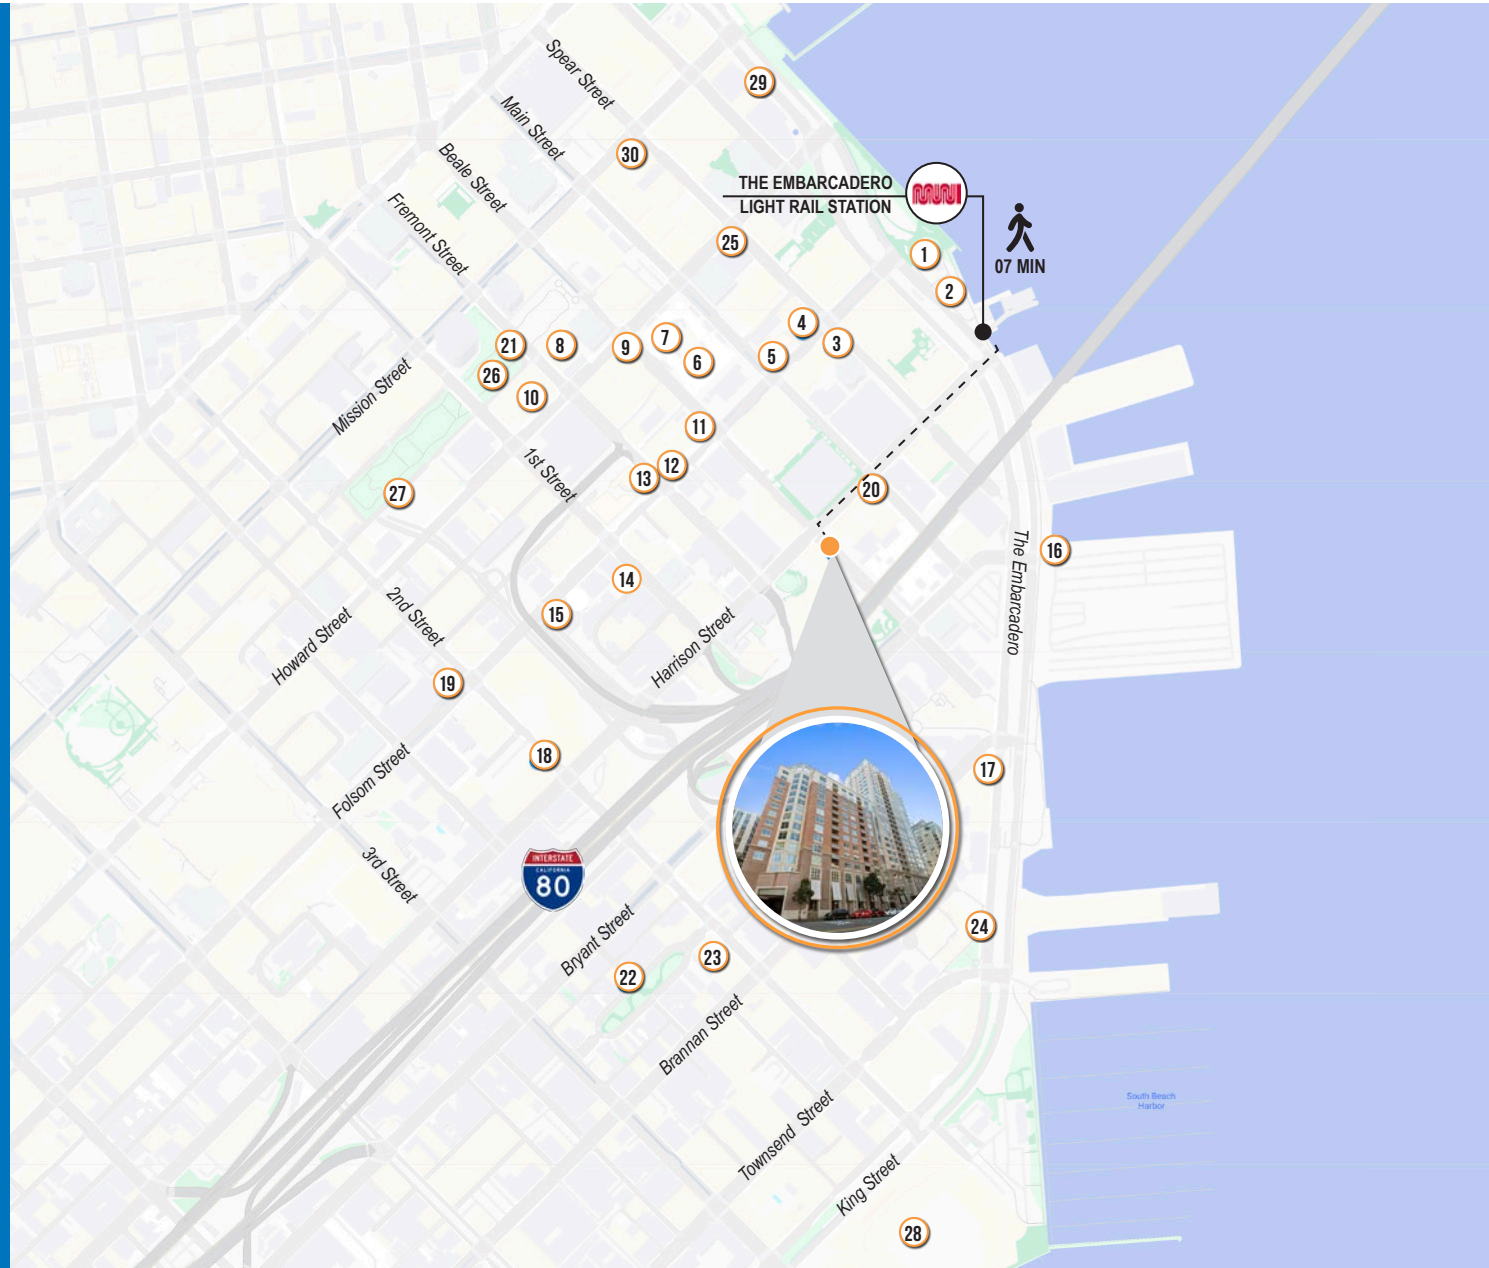 Spear Street
29
Main Street
30
Beale Street
THE EMBARCADERO
LIGHT RAIL STATION
MUNI
Fremont Street
07 MIN
25
1
2
4
3
5
7
6
9
8
21
26
10
Mission Street
11
12
13
1st Street
27
20
The Embarcadero
16
14
15
2nd Street
Howard Street
Harrison Street
19
18
17
Folsom Street
3rd Street
INTERSTATE
CALIFORNIA
80
Bryant Street
24
23
22
Brannan Street
South Beach
Harbor
Townsend Street
King Street
28